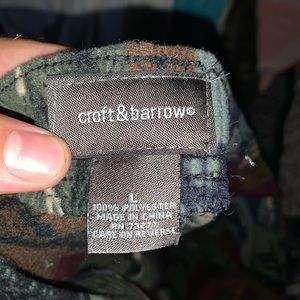 croft&barrow®
L
100% POLYESTER
MADE IN CHINA
RN 73277
CARE ON REVERSE